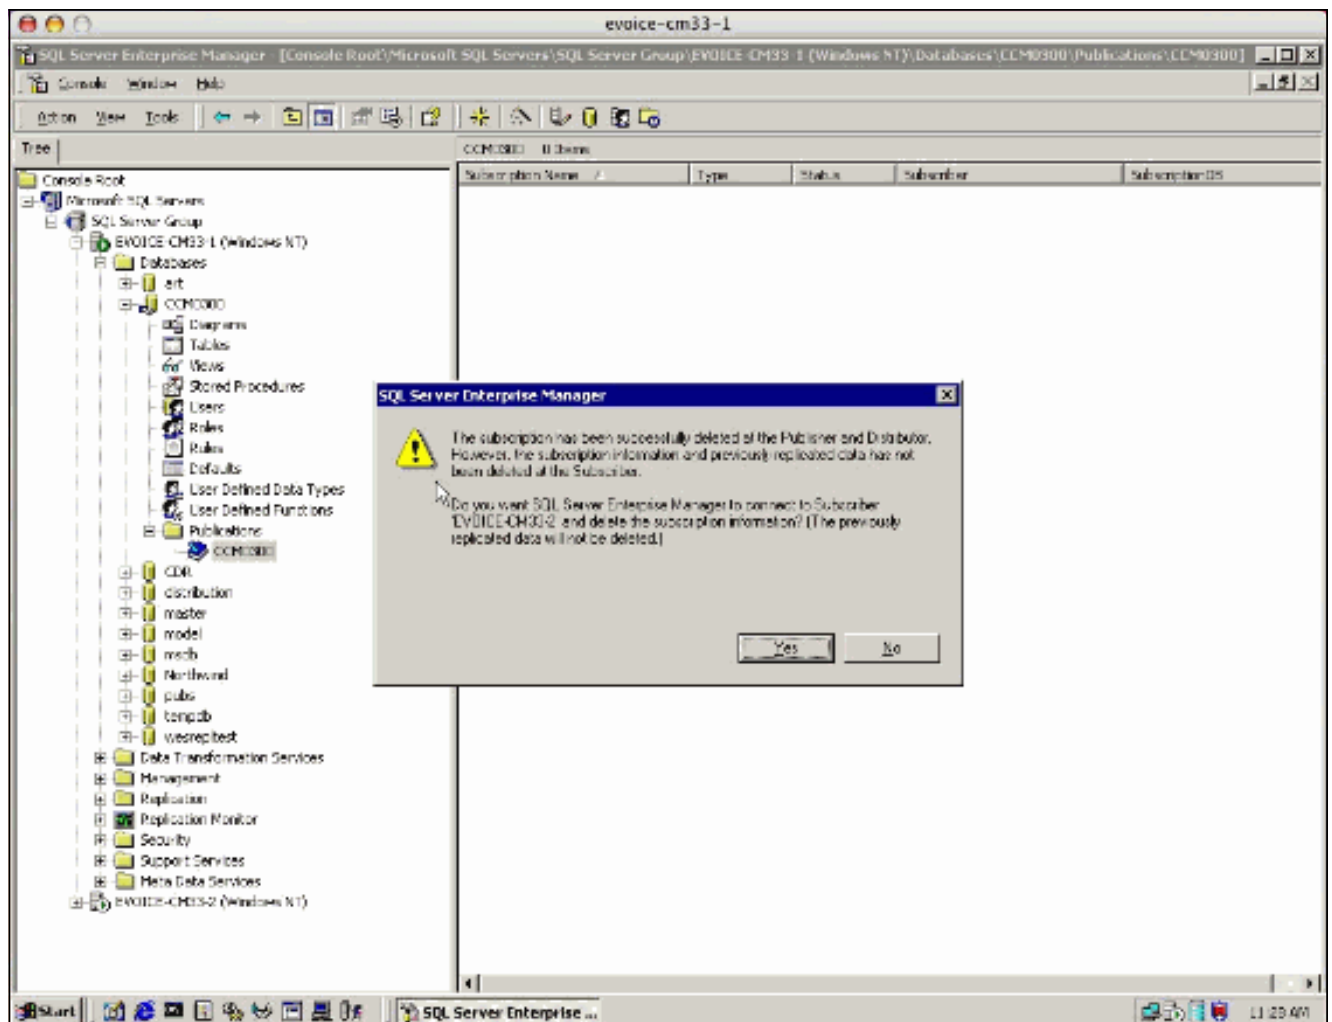 evoice-cm33-1
SQL Server Enterprise Manager - [Console Root\Microsoft SQL Servers\SQL Server Group\EVOICE-CM33-1 (Windows NT)\Databases\CCM0300\Publications\CCM0300]
Console Window Help
Action View Tools
Tree
CCM0300 0 Items
Subscription Name Type Status Subscriber Subscription DB
Console Root
Microsoft SQL Servers
SQL Server Group
EVOICE-CM33-1 (Windows NT)
Databases
art
CCM0300
Diagrams
Tables
Views
Stored Procedures
Users
Roles
Rules
Defaults
User Defined Data Types
User Defined Functions
Publications
CCM0300
CDR
distribution
master
model
msdb
Northwind
pubs
tempdb
wesrepltest
Data Transformation Services
Management
Replication
Replication Monitor
Security
Support Services
Meta Data Services
EVOICE-CM33-2 (Windows NT)
SQL Server Enterprise Manager
The subscription has been successfully deleted at the Publisher and Distributor.
However, the subscription information and previously replicated data has not
been deleted at the Subscriber.
Do you want SQL Server Enterprise Manager to connect to Subscriber
'EVOICE-CM33-2' and delete the subscription information? (The previously
replicated data will not be deleted.)
Yes No
Start
SQL Server Enterprise ...
11:29 AM